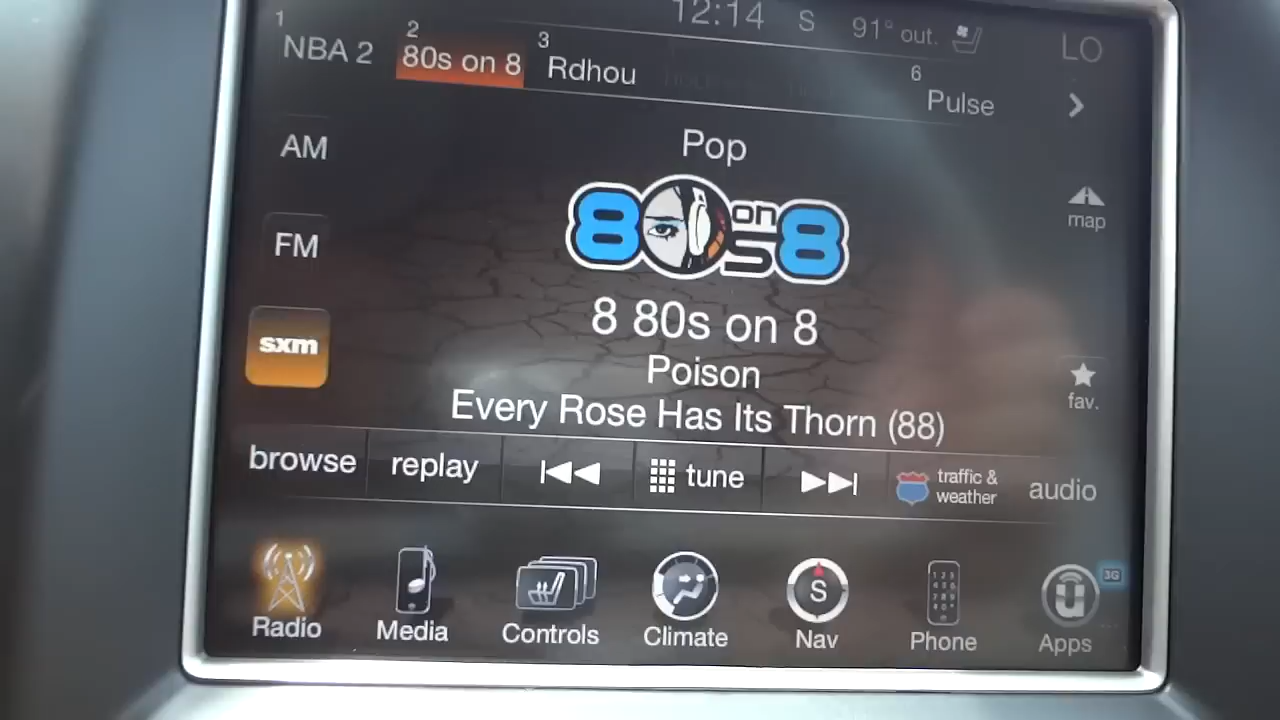 12:14 S 91° out. LO
1 NBA 2
2 80s on 8
3 Rdhou
6 Pulse
AM
Pop
map
80s on 8
FM
8 80s on 8
sxm
Poison
fav.
Every Rose Has Its Thorn (88)
browse replay tune traffic & weather audio
3G
S
U
Radio Media Controls Climate Nav Phone Apps